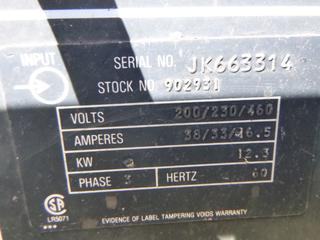 SERIAL NO. JK663314
INPUT
STOCK NO 902931
VOLTS 200/230/460
AMPERES 38/33/16.5
KW 12.3
PHASE 3 HERTZ 60
LR5071
EVIDENCE OF LABEL TAMPERING VOIDS WARRANTY